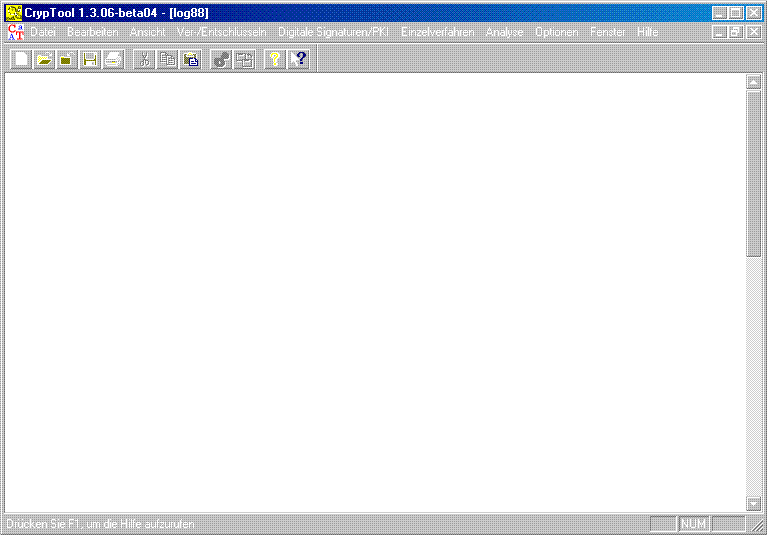 CrypTool 1.3.06-beta04 - [log88]
Datei Bearbeiten Ansicht Ver-/Entschlüsseln Digitale Signaturen/PKI Einzelverfahren Analyse Optionen Fenster Hilfe
Drücken Sie F1, um die Hilfe aufzurufen
NUM